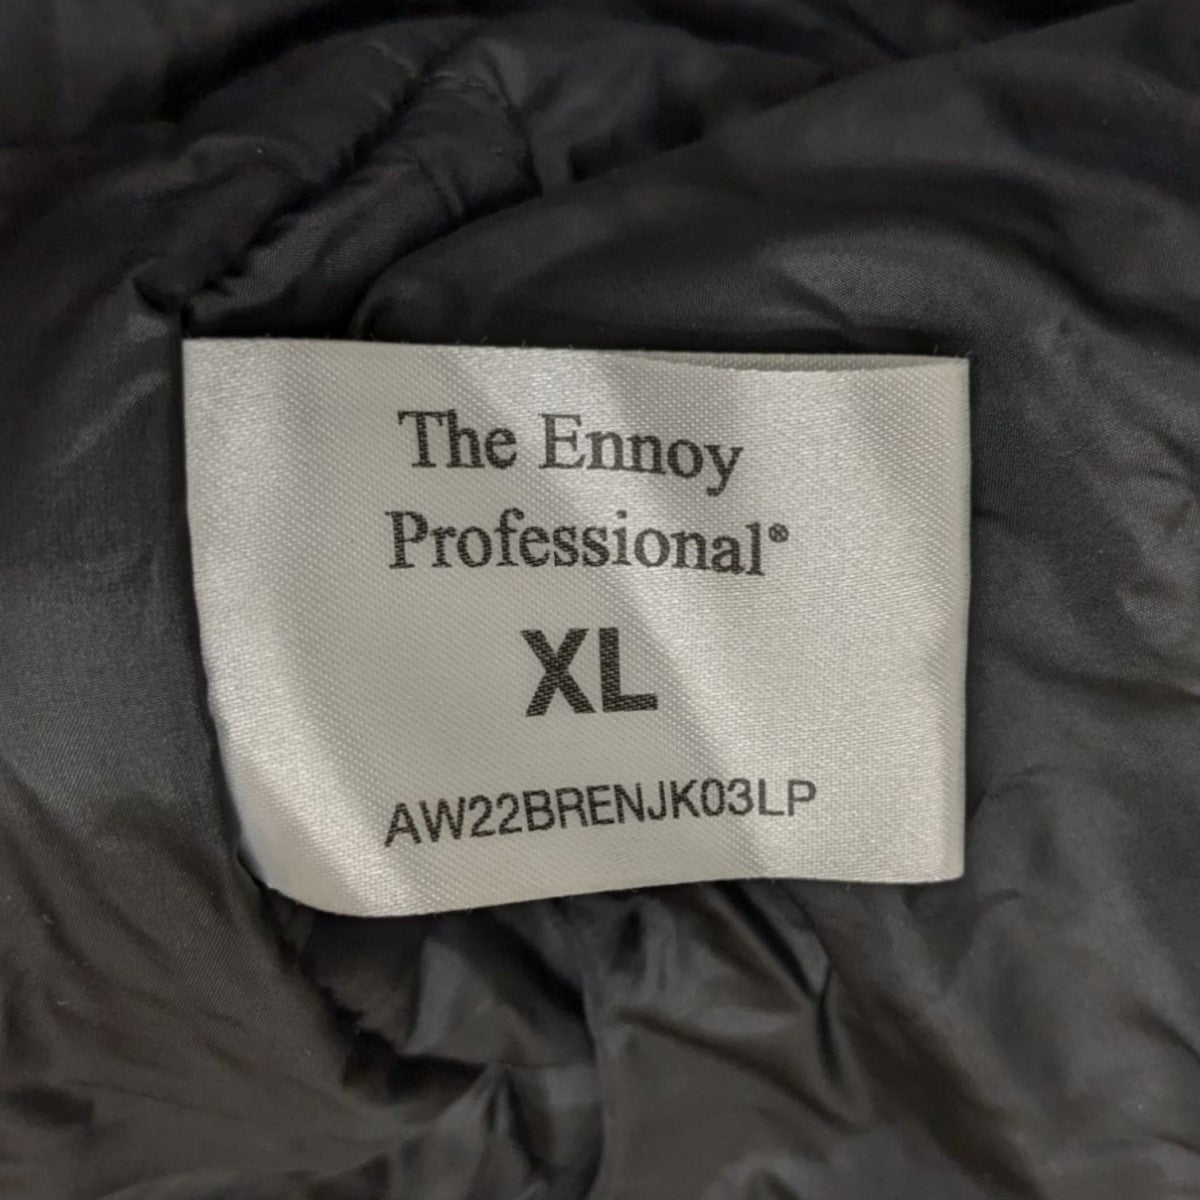 The Ennoy
Professional®
XL
AW22BRENJK03LP